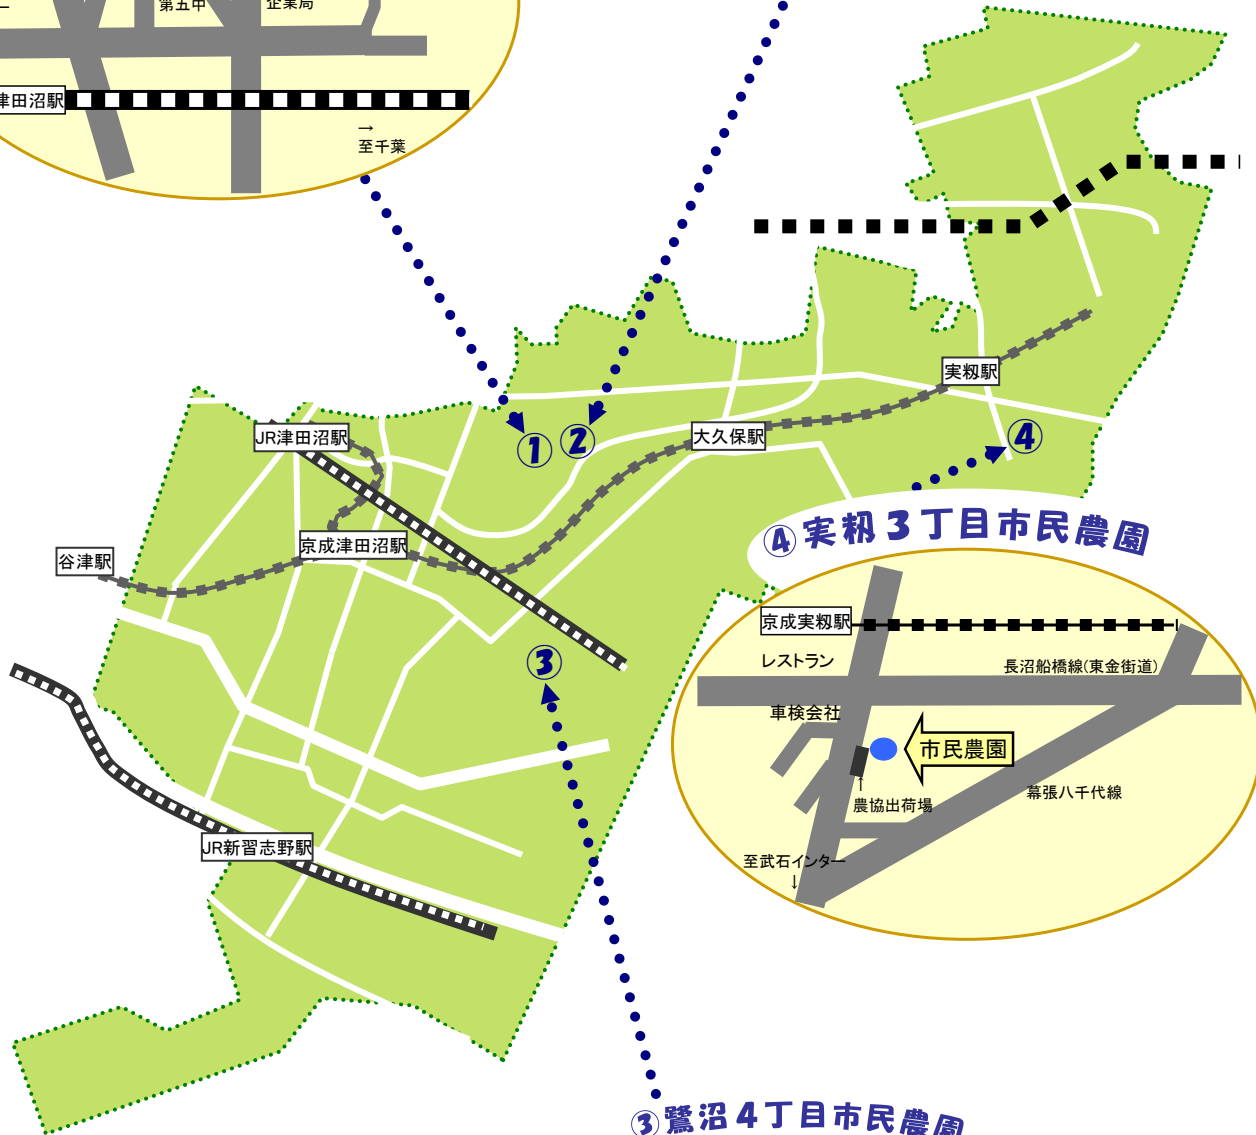 第五中
企業局
津田沼駅
→
至千葉
実籾駅
JR津田沼駅
①
②
大久保駅
④
京成津田沼駅
谷津駅
④実籾3丁目市民農園
京成実籾駅
レストラン
長沼船橋線(東金街道)
③
車検会社
市民農園
↑
農協出荷場
幕張八千代線
JR新習志野駅
至武石インター
↓
③鷺沼4丁目市民農園